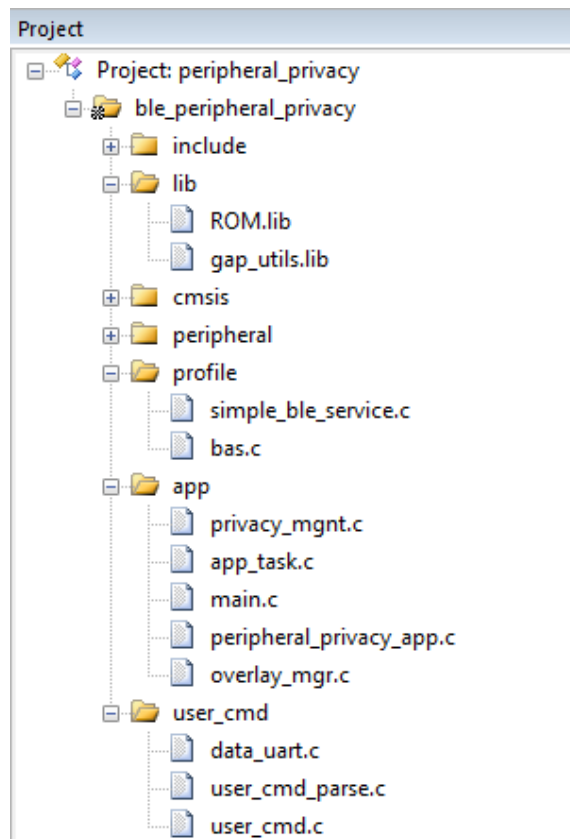 Project
Project: peripheral_privacy
ble_peripheral_privacy
include
lib
ROM.lib
gap_utils.lib
cmsis
peripheral
profile
simple_ble_service.c
bas.c
app
privacy_mgnt.c
app_task.c
main.c
peripheral_privacy_app.c
overlay_mgr.c
user_cmd
data_uart.c
user_cmd_parse.c
user_cmd.c